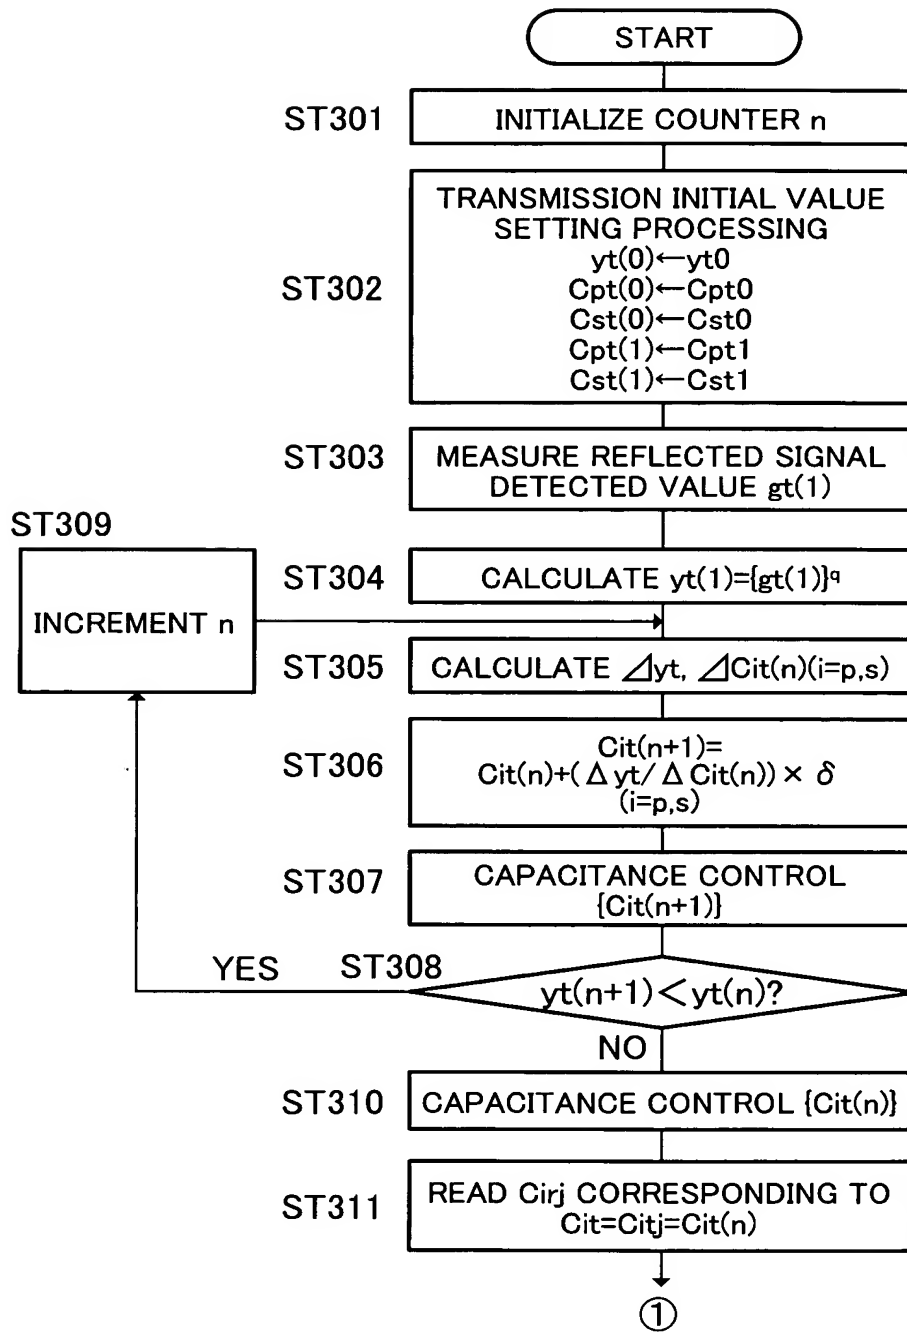 START
ST301
INITIALIZE COUNTER n
ST302
TRANSMISSION INITIAL VALUE
SETTING PROCESSING
yt(0)←yt0
Cpt(0)←Cpt0
Cst(0)←Cst0
Cpt(1)←Cpt1
Cst(1)←Cst1
ST303
MEASURE REFLECTED SIGNAL
DETECTED VALUE gt(1)
ST309
INCREMENT n
ST304
CALCULATE yt(1)={gt(1)}^q
ST305
CALCULATE ⊿yt, ⊿Cit(n)(i=p,s)
ST306
Cit(n+1)=
Cit(n)+(Δyt/ΔCit(n))×δ
(i=p,s)
ST307
CAPACITANCE CONTROL
{Cit(n+1)}
YES
ST308
yt(n+1)<yt(n)?
NO
ST310
CAPACITANCE CONTROL {Cit(n)}
ST311
READ Cirj CORRESPONDING TO
Cit=Citj=Cit(n)
①